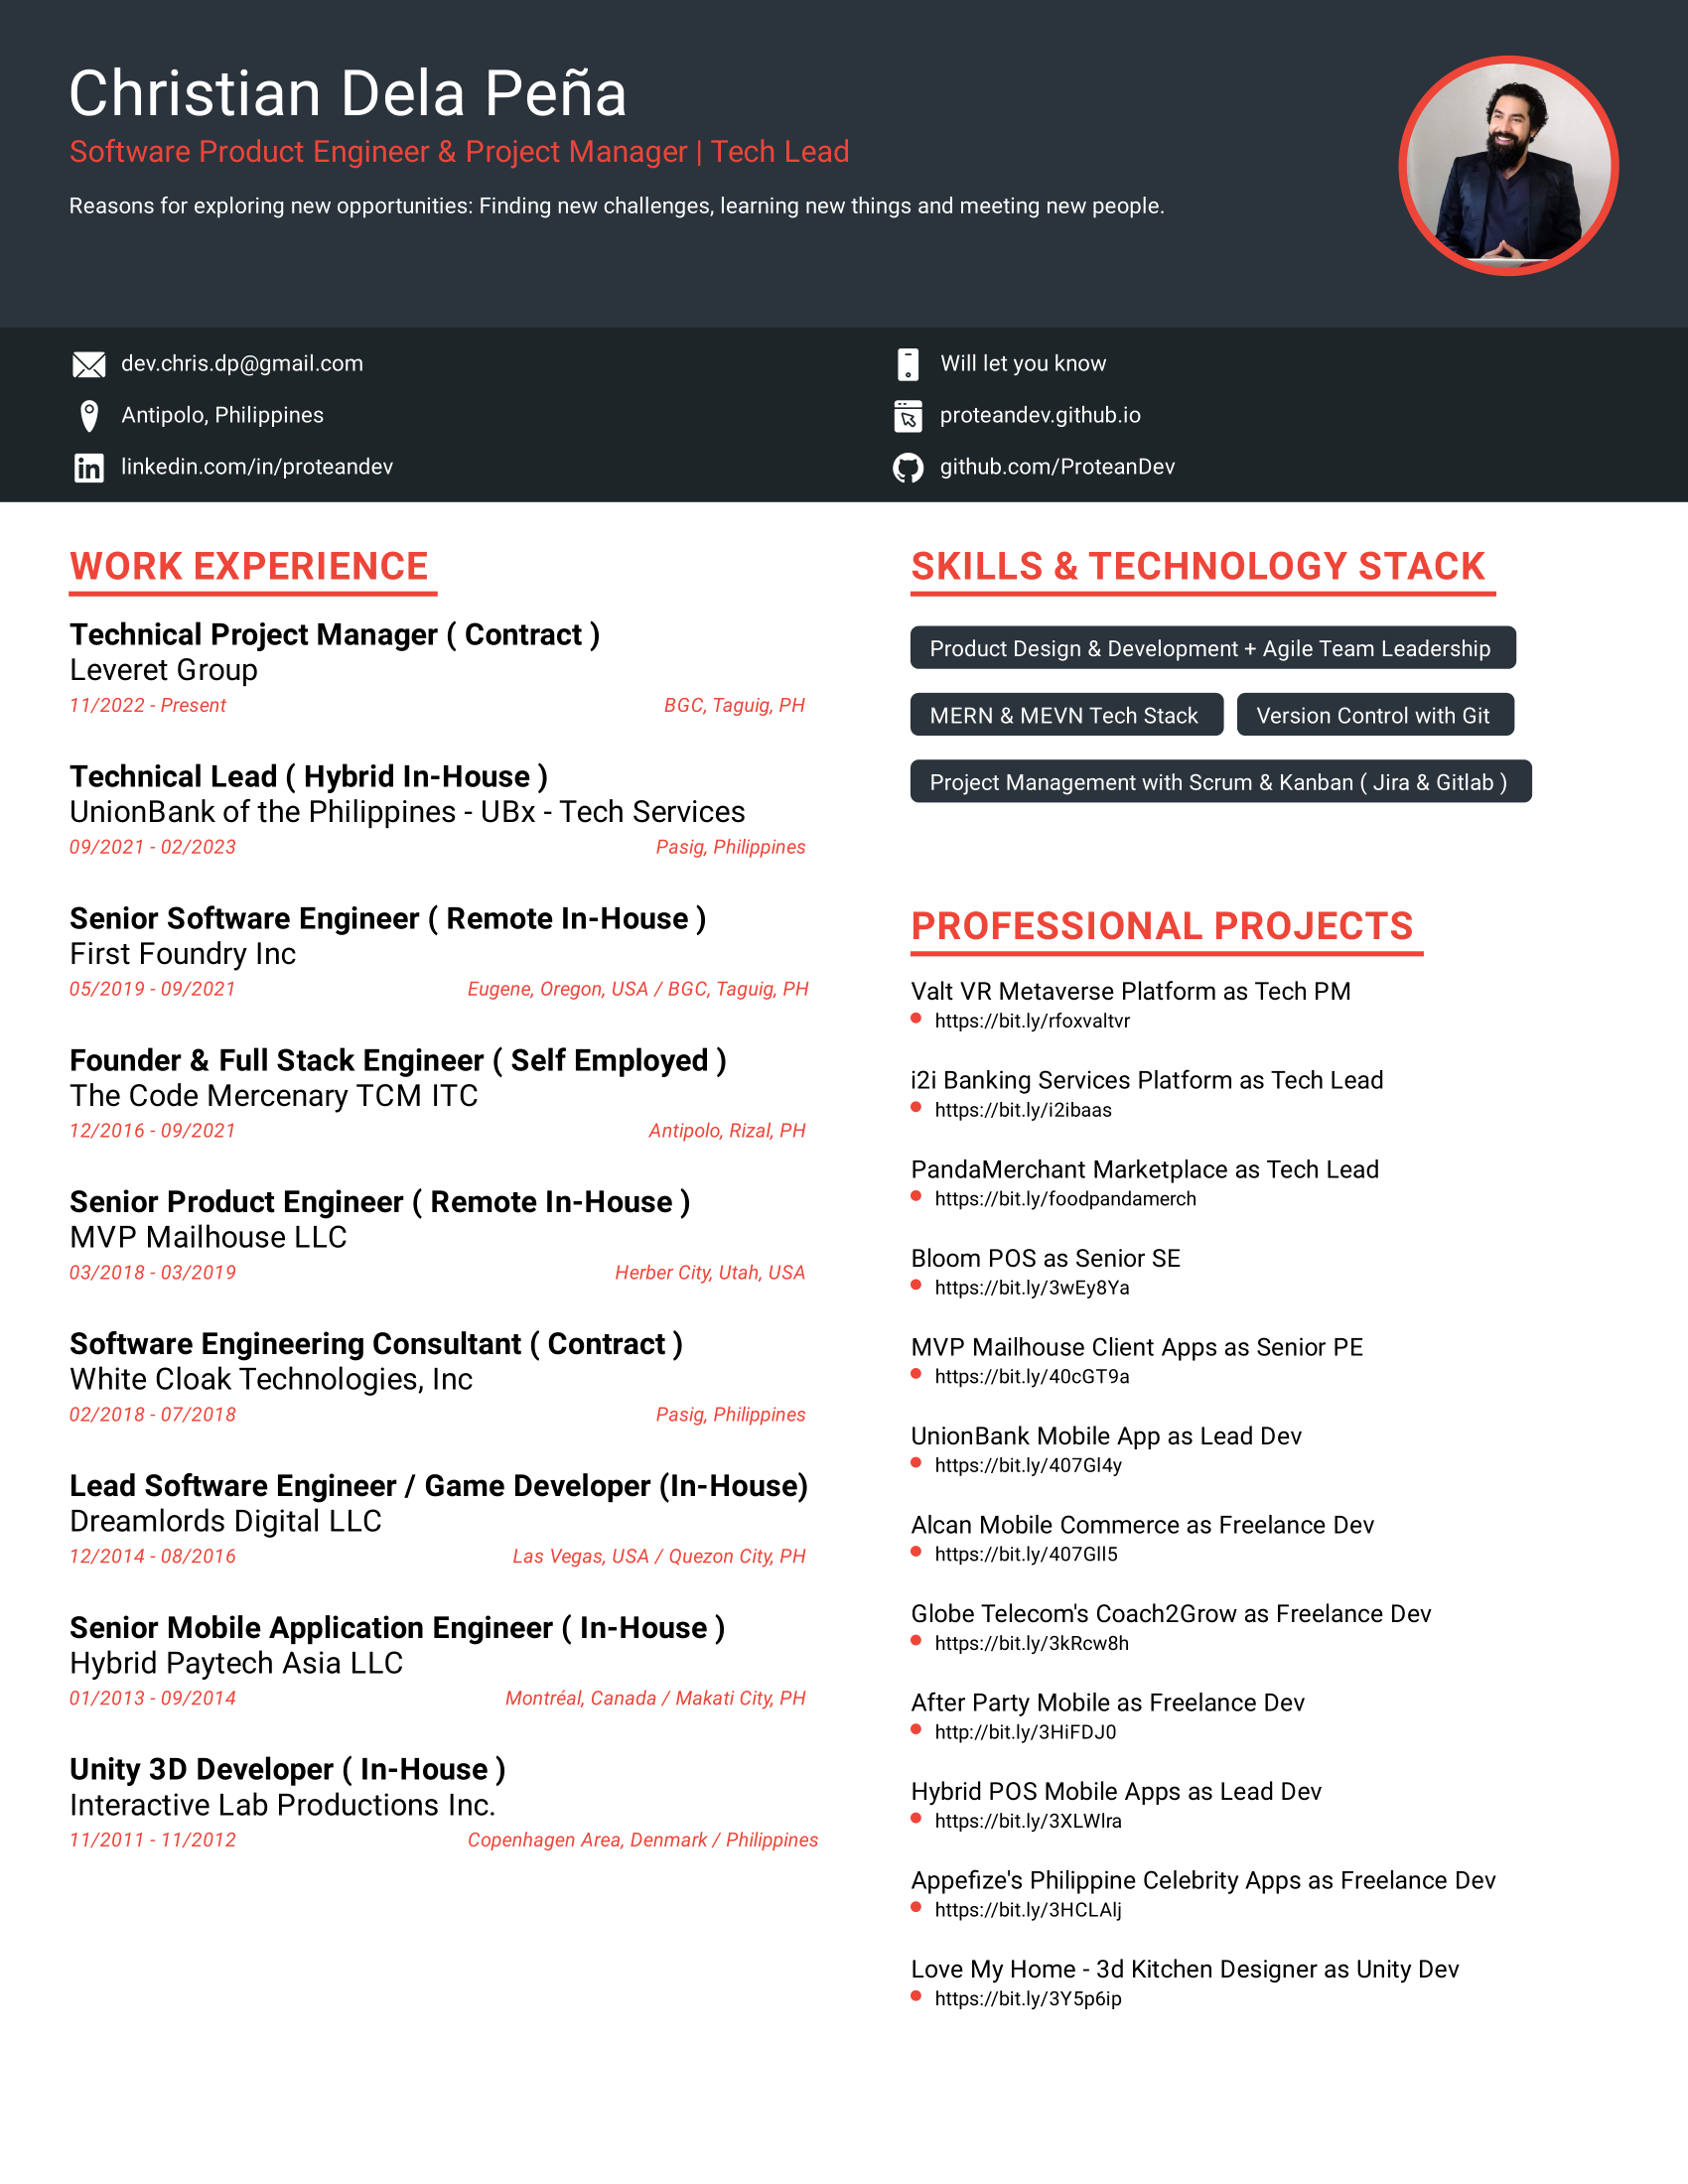 Christian Dela Peña
Software Product Engineer & Project Manager | Tech Lead
Reasons for exploring new opportunities: Finding new challenges, learning new things and meeting new people.
dev.chris.dp@gmail.com
Will let you know
Antipolo, Philippines
proteandev.github.io
linkedin.com/in/proteandev
github.com/ProteanDev
WORK EXPERIENCE
Technical Project Manager ( Contract )
Leveret Group
11/2022 - Present
BGC, Taguig, PH
Technical Lead ( Hybrid In-House )
UnionBank of the Philippines - UBx - Tech Services
09/2021 - 02/2023
Pasig, Philippines
Senior Software Engineer ( Remote In-House )
First Foundry Inc
05/2019 - 09/2021
Eugene, Oregon, USA / BGC, Taguig, PH
Founder & Full Stack Engineer ( Self Employed )
The Code Mercenary TCM ITC
12/2016 - 09/2021
Antipolo, Rizal, PH
Senior Product Engineer ( Remote In-House )
MVP Mailhouse LLC
03/2018 - 03/2019
Herber City, Utah, USA
Software Engineering Consultant ( Contract )
White Cloak Technologies, Inc
02/2018 - 07/2018
Pasig, Philippines
Lead Software Engineer / Game Developer (In-House)
Dreamlords Digital LLC
12/2014 - 08/2016
Las Vegas, USA / Quezon City, PH
Senior Mobile Application Engineer ( In-House )
Hybrid Paytech Asia LLC
01/2013 - 09/2014
Montréal, Canada / Makati City, PH
Unity 3D Developer ( In-House )
Interactive Lab Productions Inc.
11/2011 - 11/2012
Copenhagen Area, Denmark / Philippines
SKILLS & TECHNOLOGY STACK
Product Design & Development + Agile Team Leadership
MERN & MEVN Tech Stack
Version Control with Git
Project Management with Scrum & Kanban ( Jira & Gitlab )
PROFESSIONAL PROJECTS
Valt VR Metaverse Platform as Tech PM
https://bit.ly/rfoxvaltvr
i2i Banking Services Platform as Tech Lead
https://bit.ly/i2ibaas
PandaMerchant Marketplace as Tech Lead
https://bit.ly/foodpandamerch
Bloom POS as Senior SE
https://bit.ly/3wEy8Ya
MVP Mailhouse Client Apps as Senior PE
https://bit.ly/40cGT9a
UnionBank Mobile App as Lead Dev
https://bit.ly/407Gl4y
Alcan Mobile Commerce as Freelance Dev
https://bit.ly/407Gll5
Globe Telecom's Coach2Grow as Freelance Dev
https://bit.ly/3kRcw8h
After Party Mobile as Freelance Dev
http://bit.ly/3HiFDJ0
Hybrid POS Mobile Apps as Lead Dev
https://bit.ly/3XLWlra
Appefize's Philippine Celebrity Apps as Freelance Dev
https://bit.ly/3HCLAlj
Love My Home - 3d Kitchen Designer as Unity Dev
https://bit.ly/3Y5p6ip